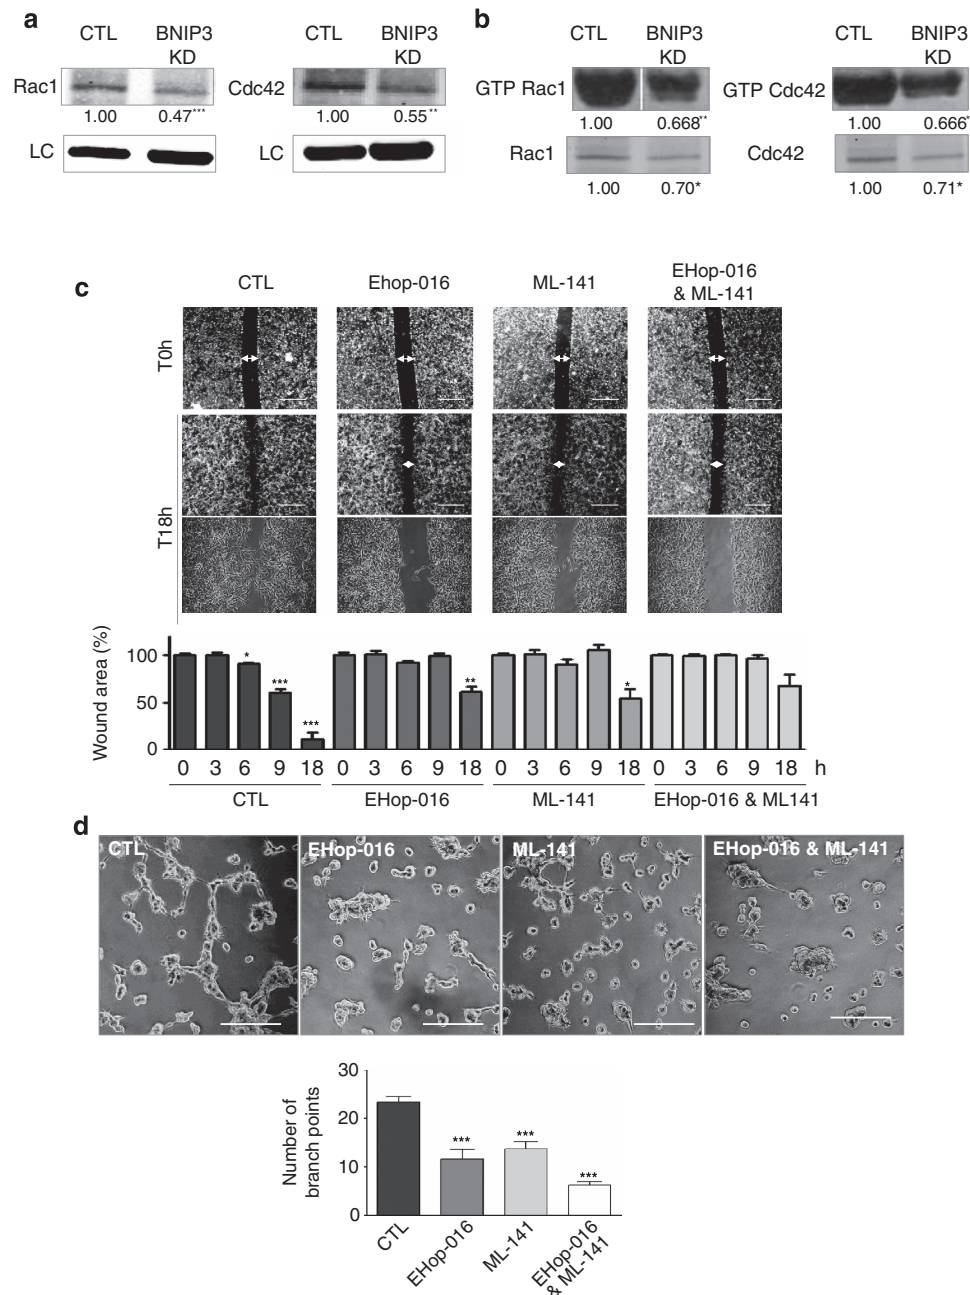 a
CTL BNIP3 KD CTL BNIP3 KD
Rac1 Cdc42
1.00 0.47*** 1.00 0.55**
LC LC
b
CTL BNIP3 KD CTL BNIP3 KD
GTP Rac1 GTP Cdc42
1.00 0.668** 1.00 0.666*
Rac1 Cdc42
1.00 0.70* 1.00 0.71*
c
CTL Ehop-016 ML-141 EHop-016 & ML-141
T0h
T18h
Wound area (%)
100
50
0
* *** *** ** *
0 3 6 9 18 0 3 6 9 18 0 3 6 9 18 0 3 6 9 18 h
CTL EHop-016 ML-141 EHop-016 & ML141
d
CTL EHop-016 ML-141 EHop-016 & ML-141
Number of
branch points
30
20
10
0
*** *** ***
CTL
EHop-016
ML-141
EHop-016
& ML-141